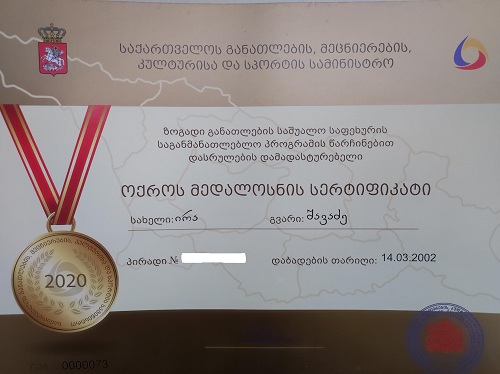 საქართველოს განათლების, მეცნიერების,
კულტურისა და სპორტის სამინისტრო
ზოგადი განათლების საშუალო საფეხურის
საგანმანათლებლო პროგრამის წარჩინებით
დასრულების დამადასტურებელი
ოქროს მედალოსნის სერტიფიკატი
სახელი: ირა გვარი: შავაძე
პირადი № დაბადების თარიღი: 14.03.2002
2020
0000073